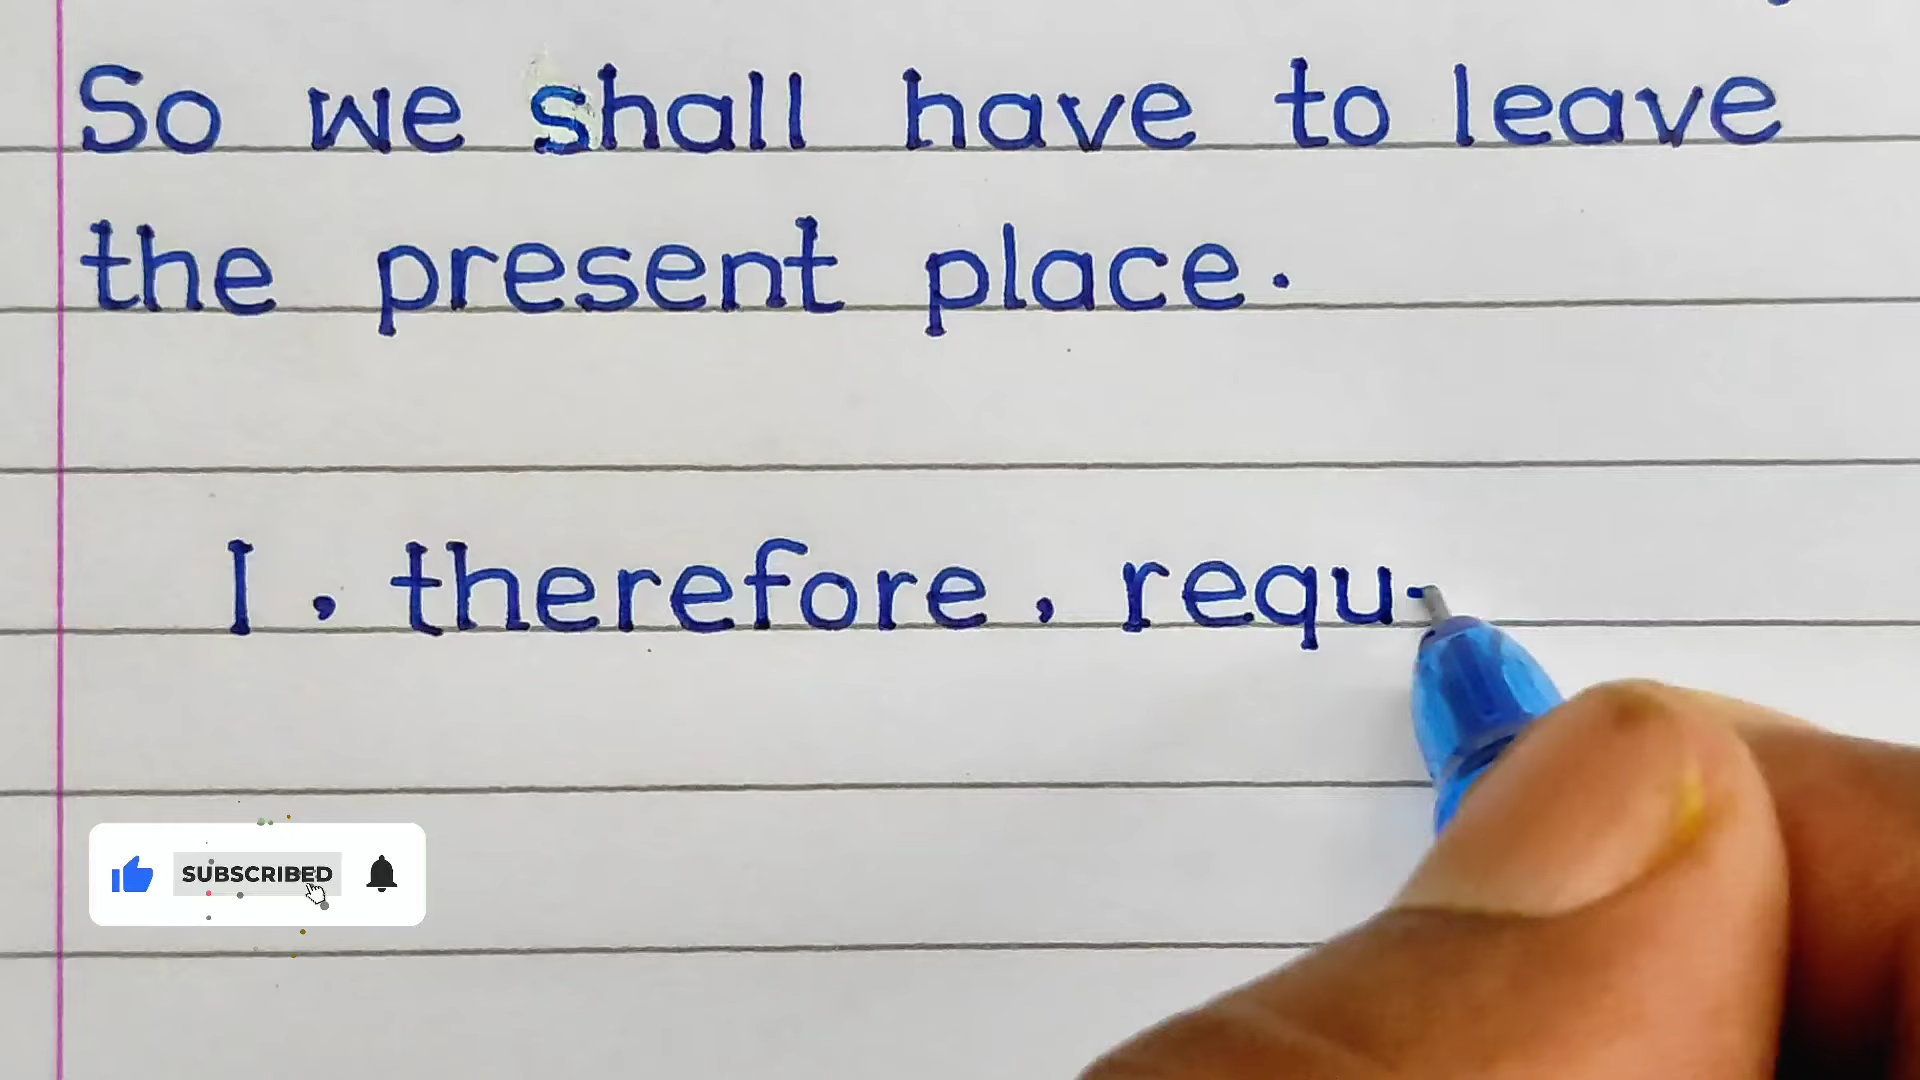 So we shall have to leave
the present place.
I, therefore, requ
SUBSCRIBED